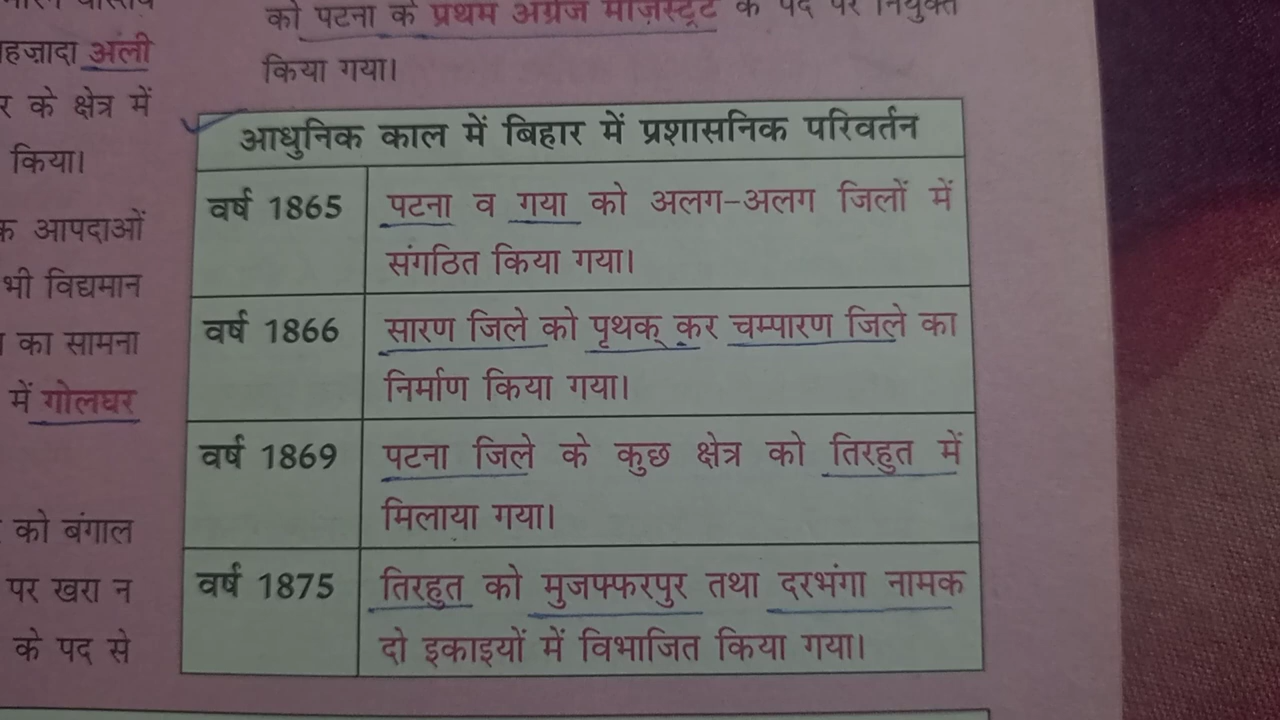 हज़ादा अली
के क्षेत्र में
किया।
आपदाओं
भी विद्यमान
का सामना
में गोलघर
को बंगाल
पर खरा न
के पद से
को पटना के प्रथम अंग्रेज मजिस्ट्रेट के पद पर नियुक्त
किया गया।
आधुनिक काल में बिहार में प्रशासनिक परिवर्तन
वर्ष 1865 पटना व गया को अलग-अलग जिलों में
संगठित किया गया।
वर्ष 1866 सारण जिले को पृथक् कर चम्पारण जिले का
निर्माण किया गया।
वर्ष 1869 पटना जिले के कुछ क्षेत्र को तिरहुत में
मिलाया गया।
वर्ष 1875 तिरहुत को मुजफ्फरपुर तथा दरभंगा नामक
दो इकाइयों में विभाजित किया गया।